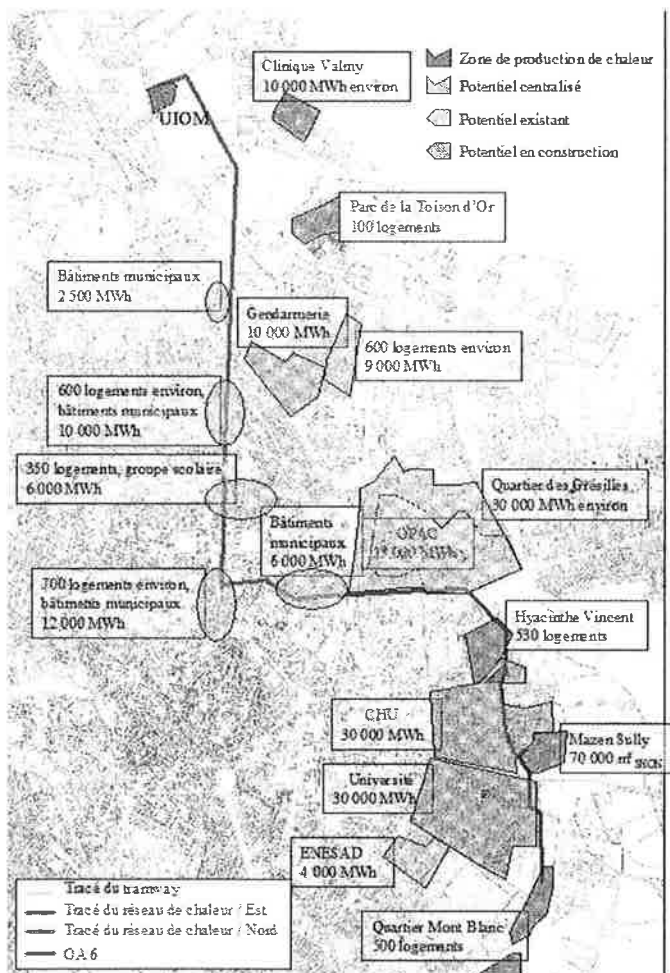 Clinique Valmy
10 000 MWh environ
Zone de production de chaleur
Potentiel centralisé
Potentiel existant
Potentiel en construction
UIOM
Parc de la Toison d'Or
100 logements
Bâtiments municipaux
2 500 MWh
Gendarmerie
10 000 MWh
600 logements environ
9 000 MWh
600 logements environ,
bâtiments municipaux
10 000 MWh
350 logements, groupe scolaire
6 000 MWh
Quartier des Grésilles
30 000 MWh environ
Bâtiments
municipaux
6 000 MWh
OPAC
MWh
700 logements environ,
bâtiments municipaux
12 000 MWh
Hyacinthe Vincent
530 logements
CHU
30 000 MWh
Mazen Sully
70 000 m²
Université
30 000 MWh
ENESAD
4 000 MWh
Quartier Mont Blanc
500 logements
Tracé du tramway
Tracé du réseau de chaleur / Est
Tracé du réseau de chaleur / Nord